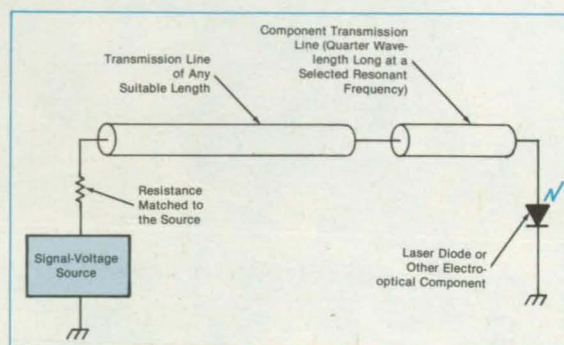 Transmission Line
of Any
Suitable Length
Component Transmission
Line (Quarter Wave-
length Long at a
Selected Resonant
Frequency)
Resistance
Matched to
the Source
Signal-Voltage
Source
Laser Diode or
Other Electro-
optical Component